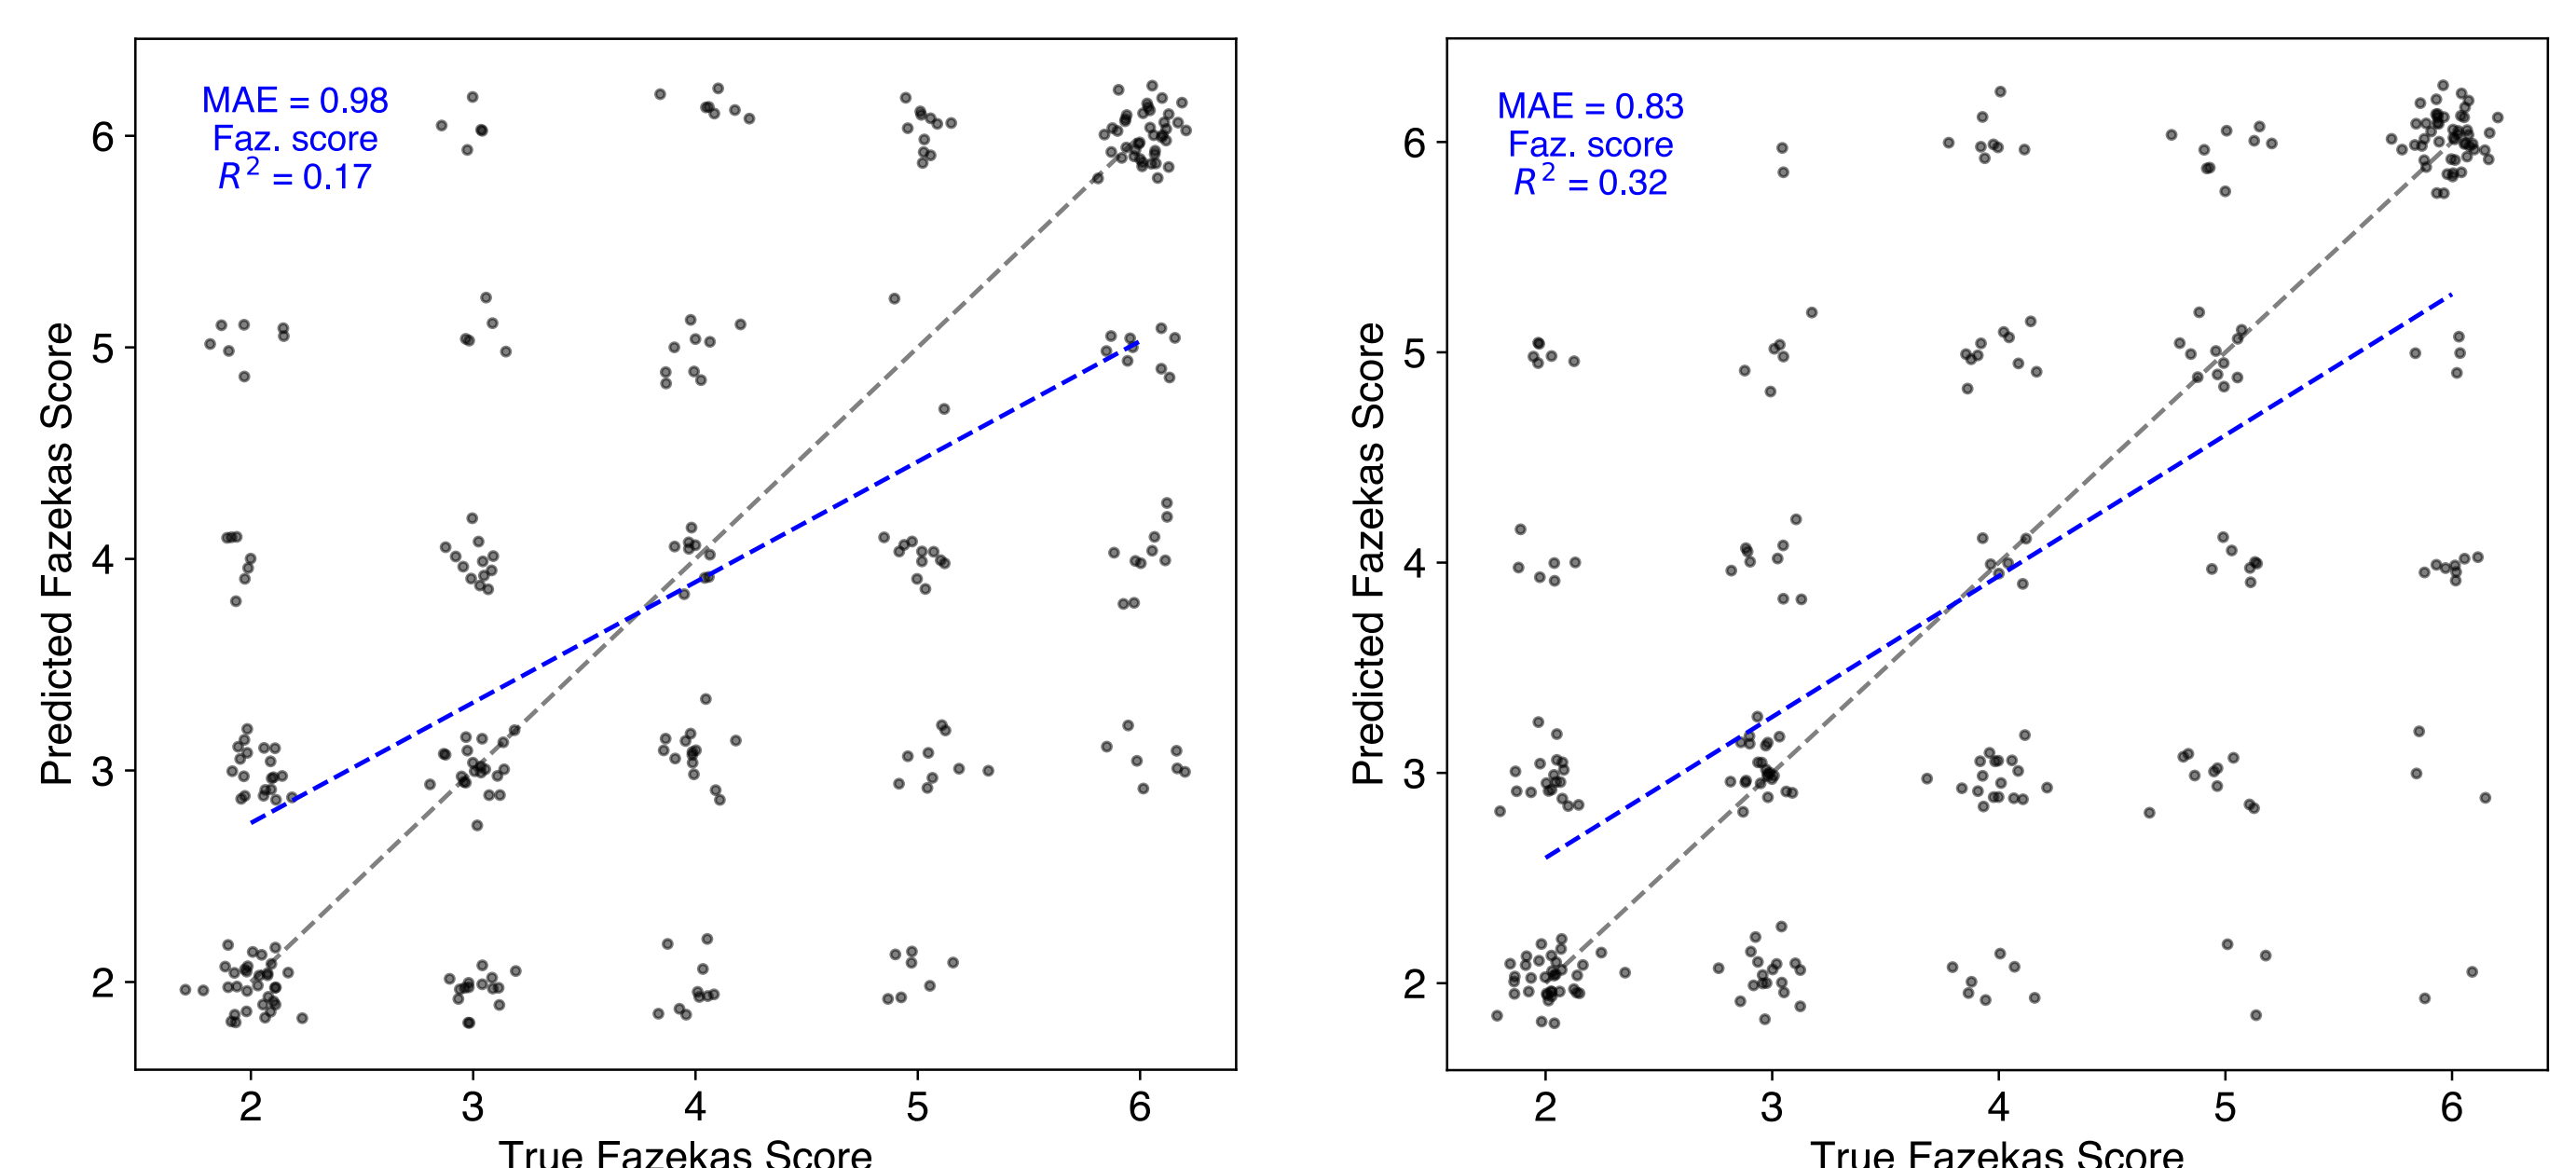 MAE = 0.98
Faz. score
R² = 0.17
Predicted Fazekas Score
6
5
4
3
2
2 3 4 5 6
True Fazekas Score
MAE = 0.83
Faz. score
R² = 0.32
Predicted Fazekas Score
6
5
4
3
2
2 3 4 5 6
True Fazekas Score